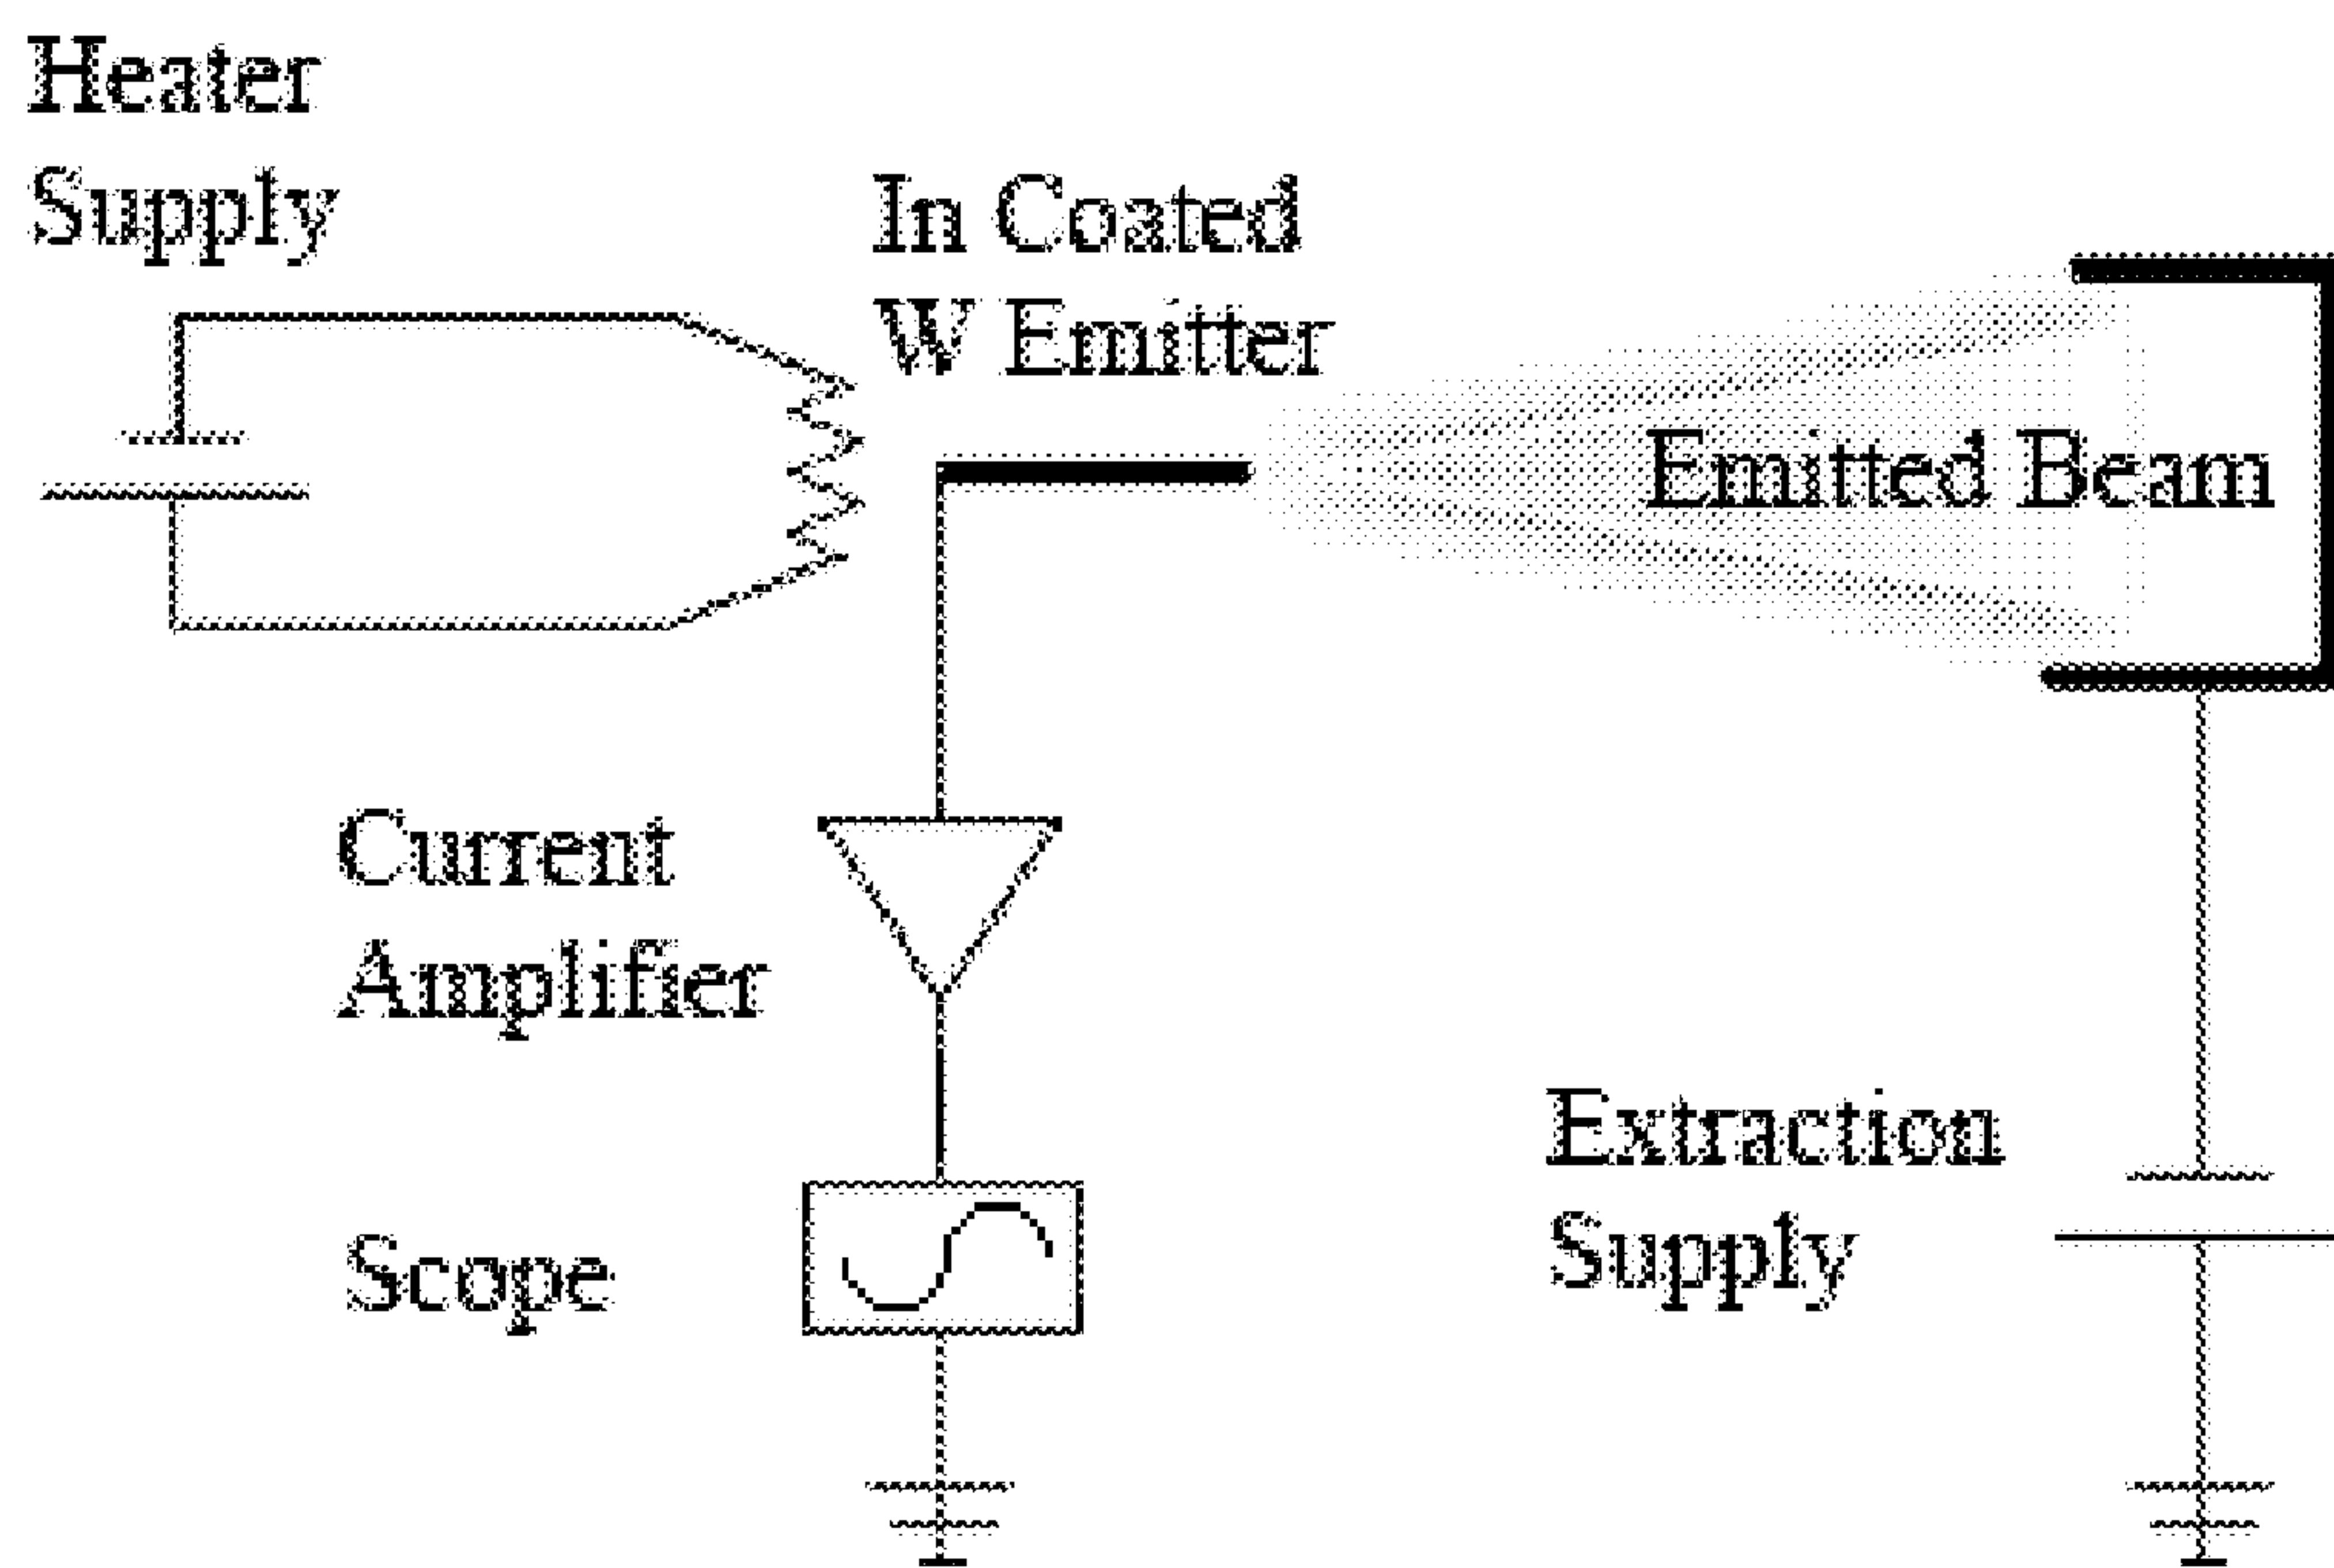 Heater
Supply
In Coated
W Emitter
Emitted Beam
Current
Amplifier
Extraction
Supply
Scope